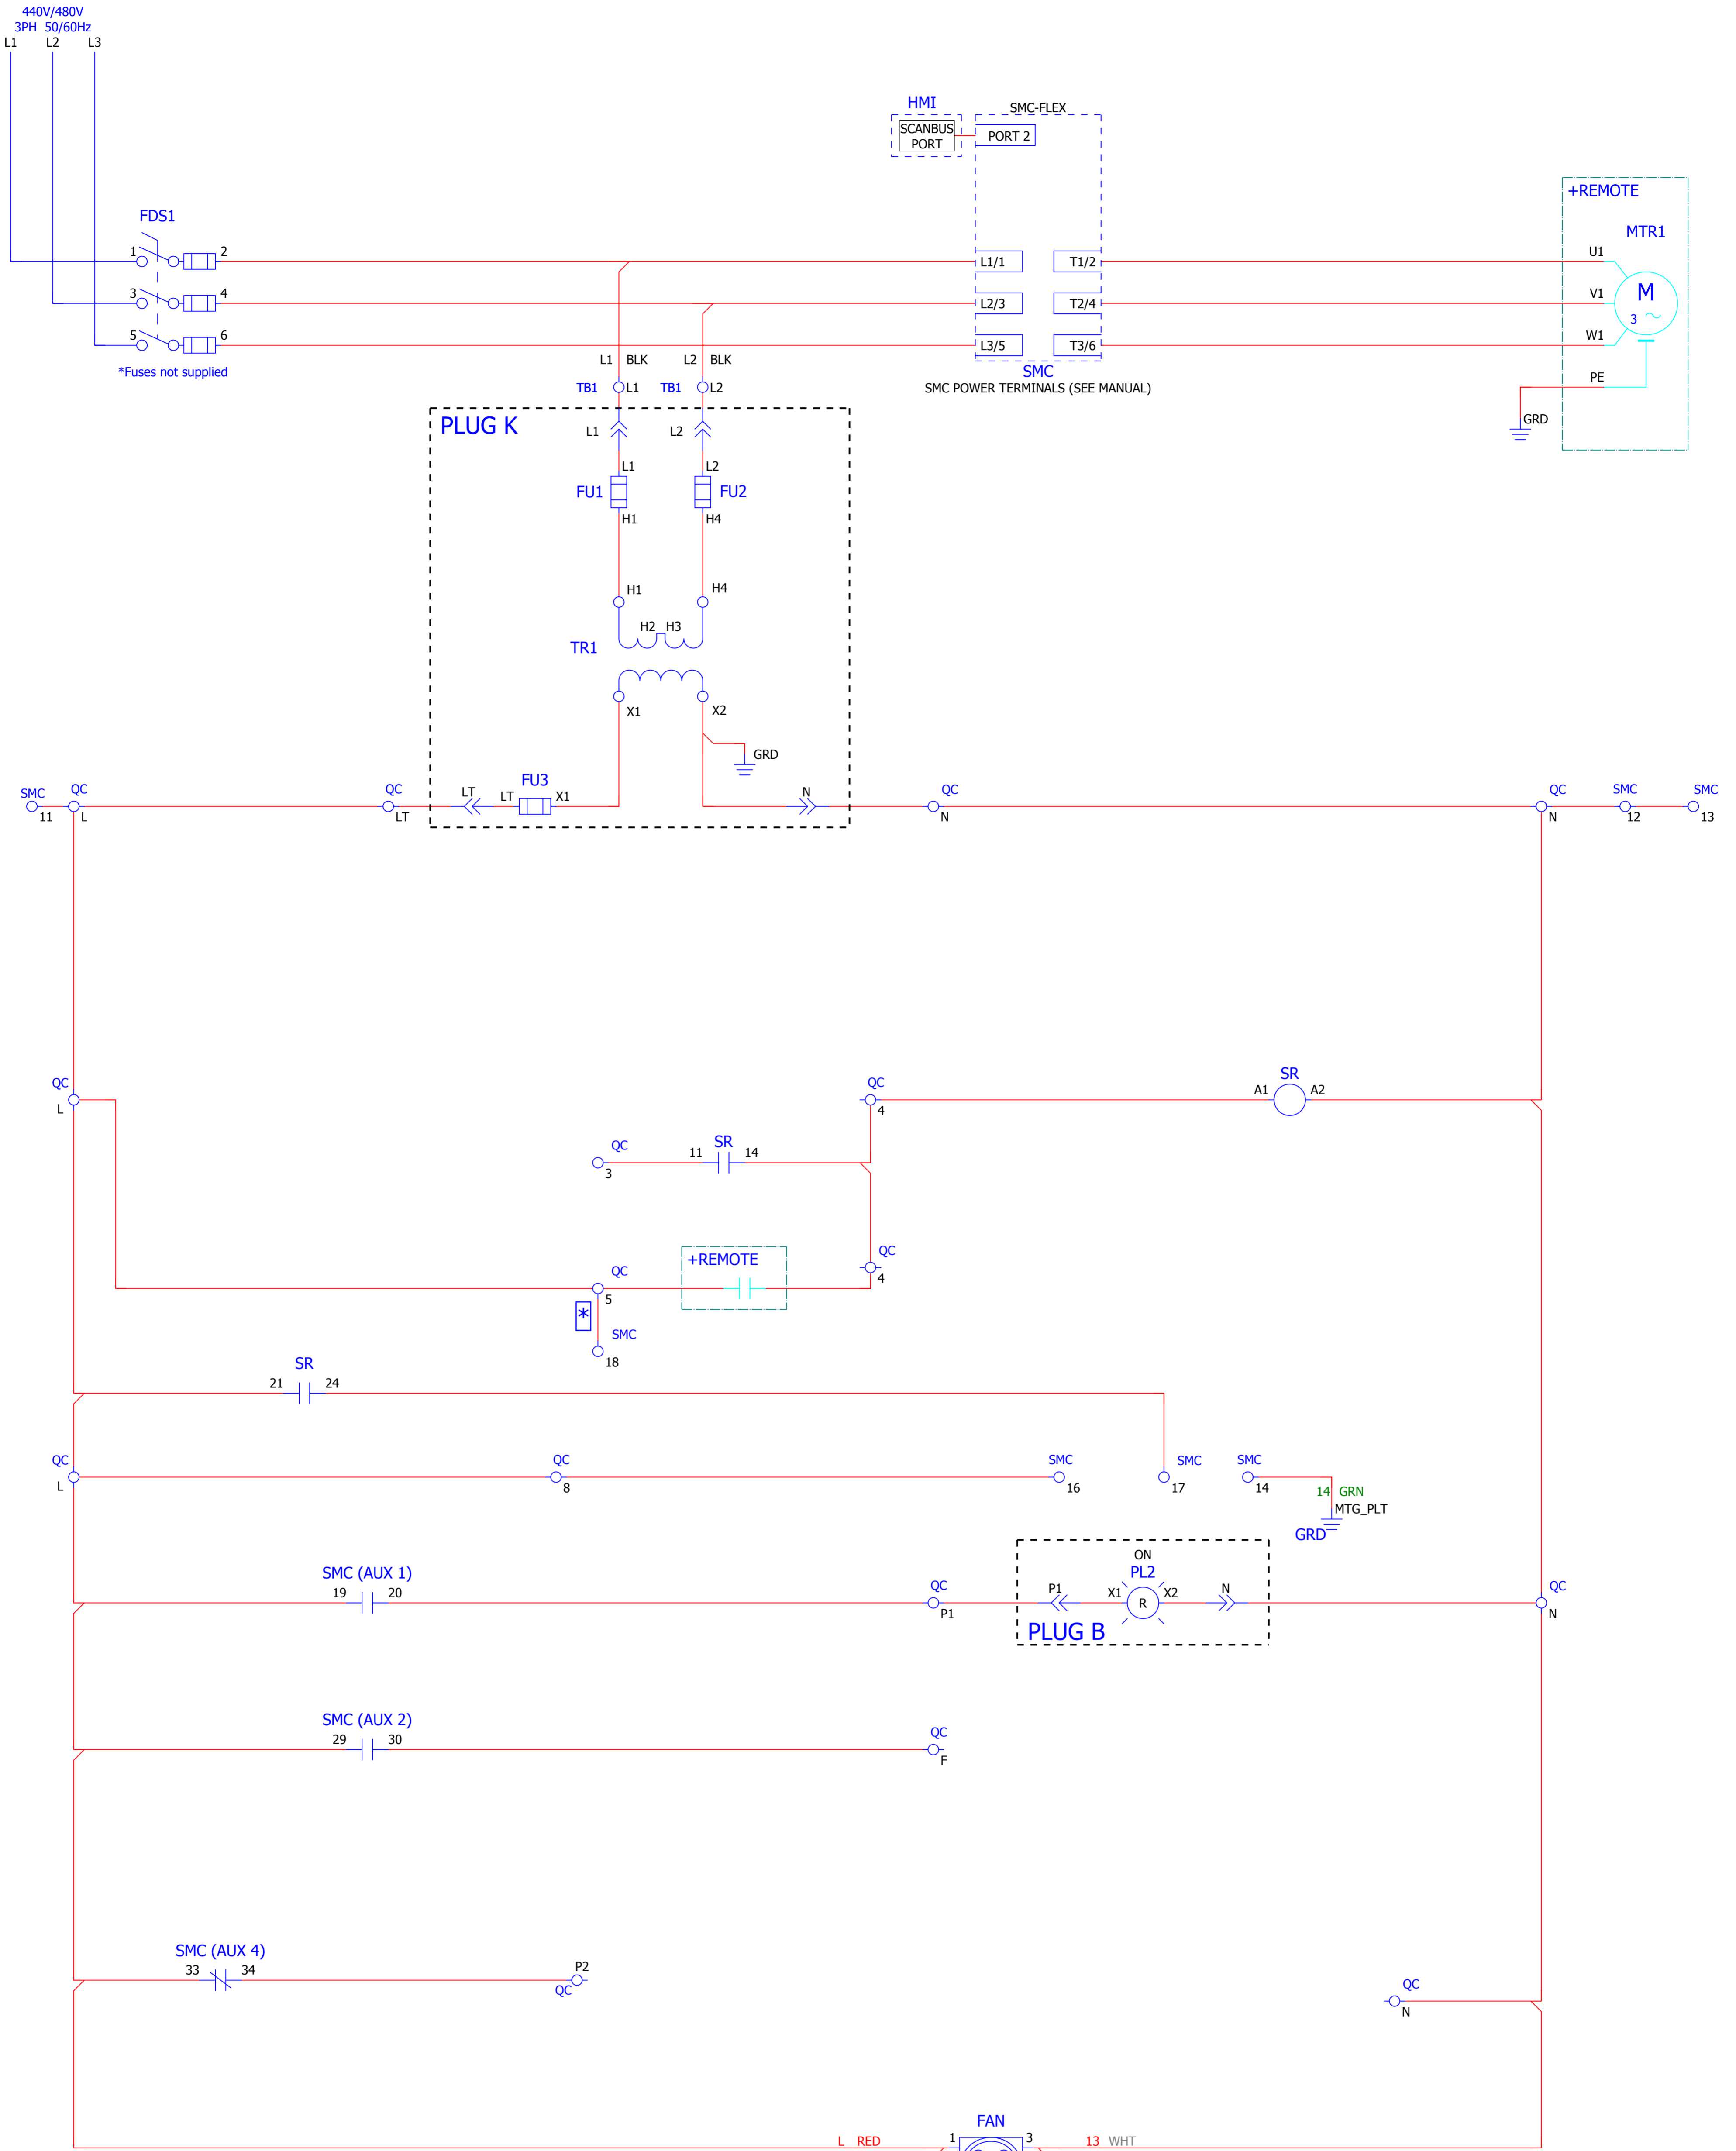 440V/480V
3PH 50/60Hz
L1 L2 L3
HMI
SMC-FLEX
SCANBUS
PORT
PORT 2
+REMOTE
FDS1
MTR1
1 2
L1/1 T1/2
U1
3 4
L2/3 T2/4
V1
M
3
5 6
L3/5 T3/6
W1
*Fuses not supplied
L1 BLK L2 BLK
SMC
PE
TB1 L1 TB1 L2
SMC POWER TERMINALS (SEE MANUAL)
PLUG K
L1 L2
GRD
L1 L2
FU1 FU2
H1 H4
H1 H4
H2 H3
TR1
X1 X2
GRD
SMC QC QC
LT LT FU3 X1
N QC
QC SMC SMC
11 L LT
N
N 12 13
QC
QC
SR
L
4
A1 A2
QC
SR
3
11 14
QC
+REMOTE
4
QC
5
*
SMC
18
SR
21 24
QC QC SMC SMC SMC
L 8 16 17 14
14 GRN
MTG_PLT
GRD
ON
SMC (AUX 1)
PL2
19 20
QC
P1 X1 R X2 N
QC
P1
N
PLUG B
SMC (AUX 2)
29 30
QC
F
SMC (AUX 4)
33 34
P2
QC
QC
N
FAN
L RED 1 3 13 WHT